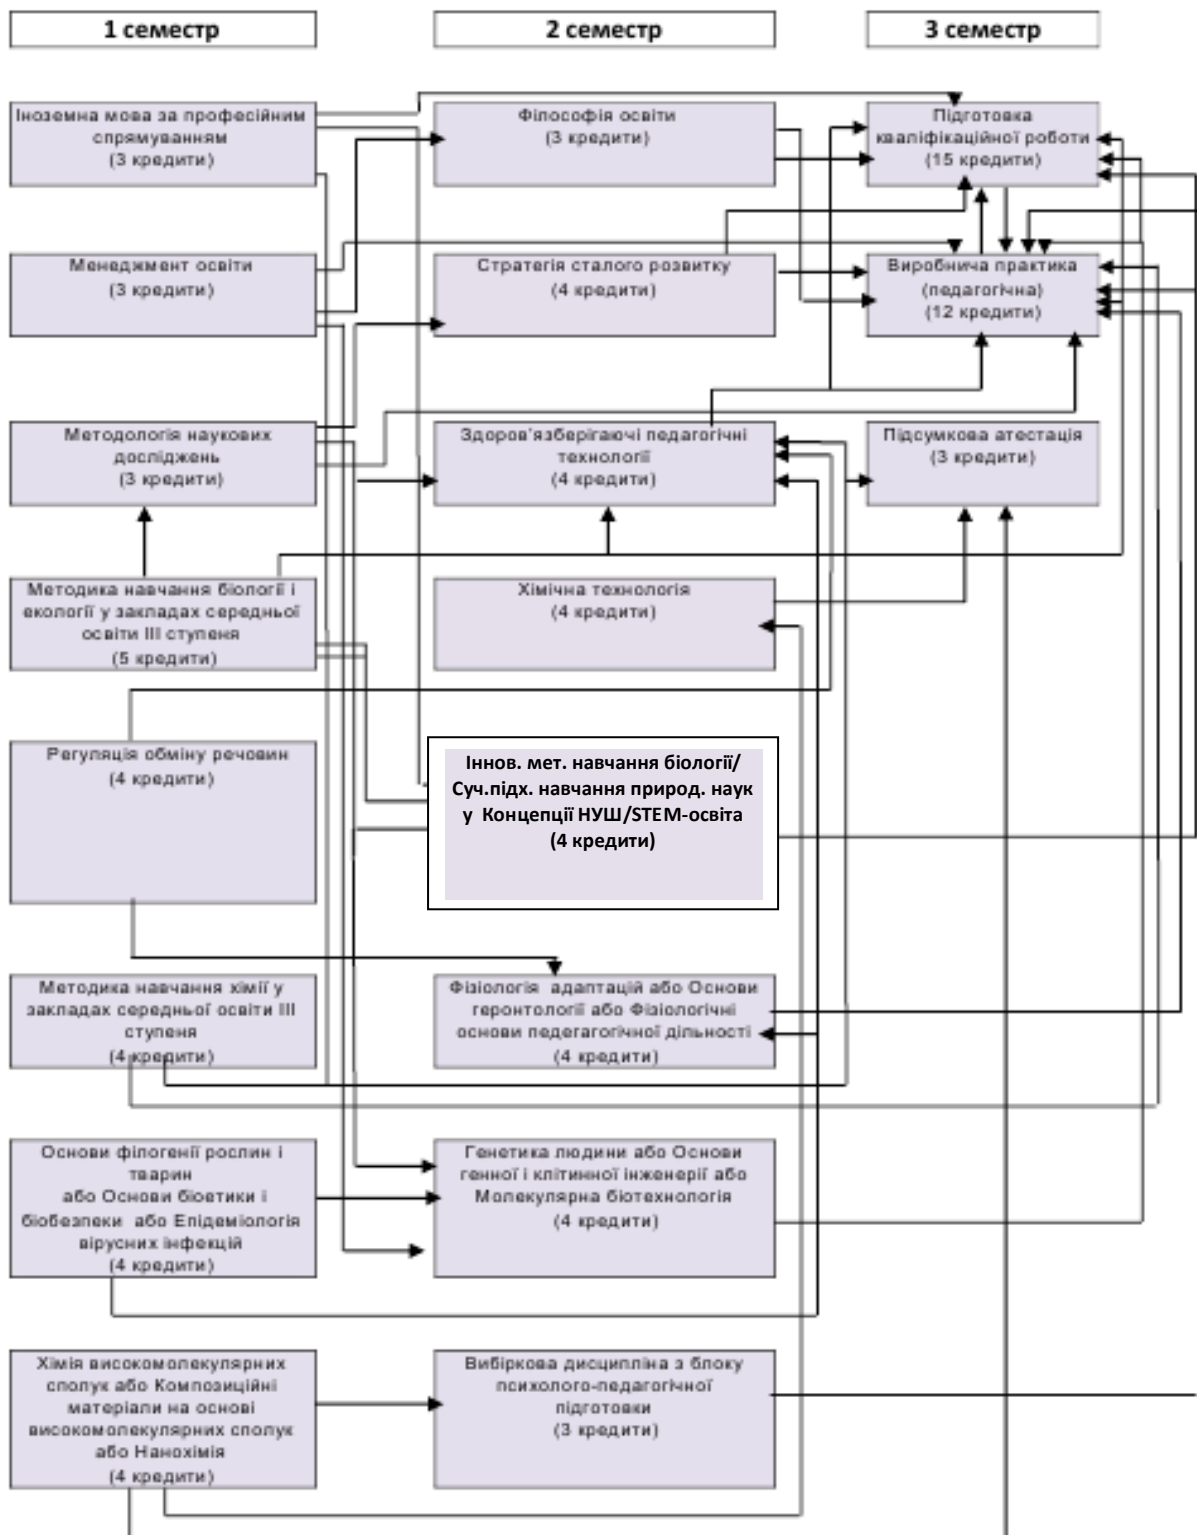 1 семестр
2 семестр
3 семестр
Іноземна мова за професійним
спрямуванням
(3 кредити)
Філософія освіти
(3 кредити)
Підготовка
кваліфікаційної роботи
(15 кредити)
Менеджмент освіти
(3 кредити)
Стратегія сталого розвитку
(4 кредити)
Виробнича практика
(педагогічна)
(12 кредити)
Методологія наукових
досліджень
(3 кредити)
Здоров'язберігаючі педагогічні
технології
(4 кредити)
Підсумкова атестація
(3 кредити)
Методика навчання біології і
екології у закладах середньої
освіти ІІІ ступеня
(5 кредити)
Хімічна технологія
(4 кредити)
Регуляція обміну речовин
(4 кредити)
Іннов. мет. навчання біології/
Суч.підх. навчання природ. наук
у Концепції НУШ/STEM-освіта
(4 кредити)
Методика навчання хімії у
закладах середньої освіти ІІІ
ступеня
(4 кредити)
Фізіологія адаптацій або Основи
геронтології або Фізіологічні
основи педегагогічної дільності
(4 кредити)
Основи філогенії рослин і
тварин
або Основи біоетики і
біобезпеки або Епідеміологія
вірусних інфекцій
(4 кредити)
Генетика людини або Основи
генної і клітинної інженерії або
Молекулярна біотехнологія
(4 кредити)
Хімія високомолекулярних
сполук або Композиційні
матеріали на основі
високомолекулярних сполук
або Нанохімія
(4 кредити)
Вибіркова дисципліна з блоку
психолого-педагогічної
підготовки
(3 кредити)